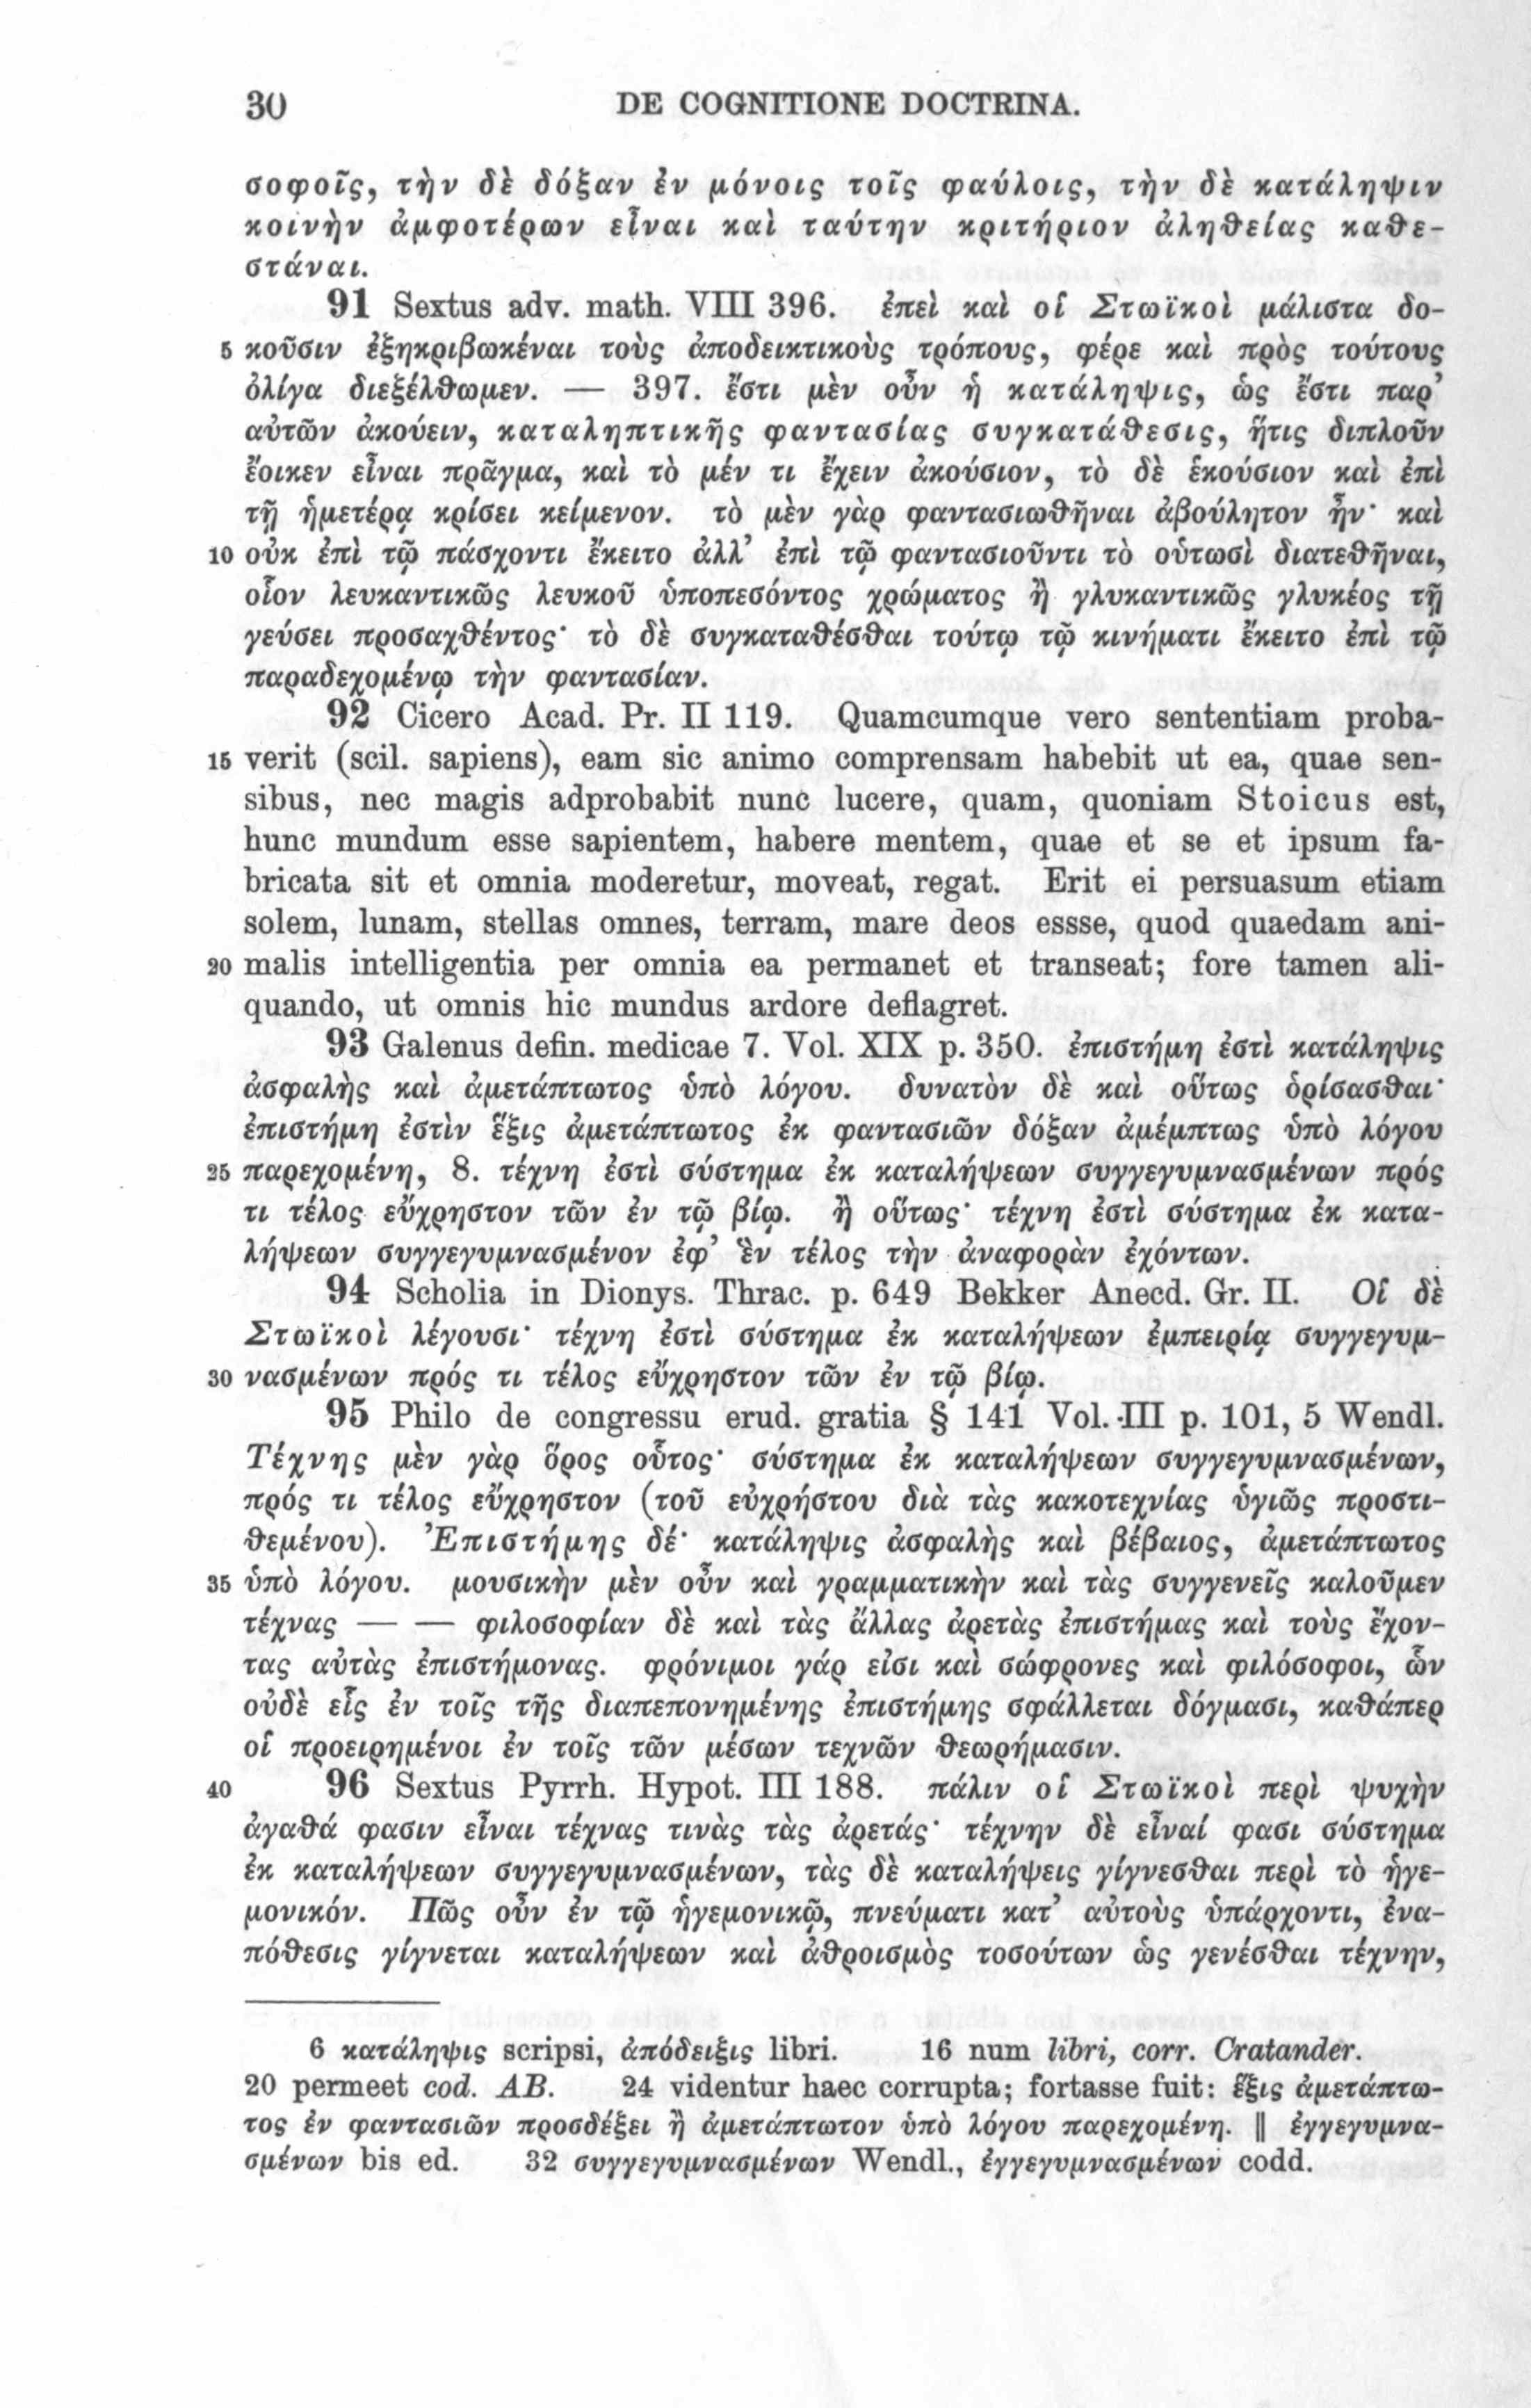 30 DE COGNITIONE DOCTRINA.
σοφοῖς, τὴν δὲ δόξαν ἐν μόνοις τοῖς φαύλοις, τὴν δὲ κατάληψιν
κοινὴν ἀμφοτέρων εἶναι καὶ ταύτην κριτήριον ἀληθείας καθε-
στάναι.
91 Sextus adv. math. VIII 396. ἐπεὶ καὶ οἱ Στωϊκοὶ μάλιστα δο-
5 κοῦσιν ἐξηκριβωκέναι τοὺς ἀποδεικτικοὺς τρόπους, φέρε καὶ πρὸς τούτους
ὀλίγα διεξέλθωμεν. — 397. ἔστι μὲν οὖν ἡ κατάληψις, ὡς ἔστι παρ’
αὐτῶν ἀκούειν, καταληπτικῆς φαντασίας συγκατάθεσις, ἥτις διπλοῦν
ἔοικεν εἶναι πρᾶγμα, καὶ τὸ μέν τι ἔχειν ἀκούσιον, τὸ δὲ ἑκούσιον καὶ ἐπὶ
τῇ ἡμετέρᾳ κρίσει κείμενον. τὸ μὲν γὰρ φαντασιωθῆναι ἀβούλητον ἦν· καὶ
10 οὐκ ἐπὶ τῷ πάσχοντι ἔκειτο ἀλλ’ ἐπὶ τῷ φαντασιοῦντι τὸ οὑτωσὶ διατεθῆναι,
οἷον λευκαντικῶς λευκοῦ ὑποπεσόντος χρώματος ἢ γλυκαντικῶς γλυκέος τῇ
γεύσει προσαχθέντος· τὸ δὲ συγκαταθέσθαι τούτῳ τῷ κινήματι ἔκειτο ἐπὶ τῷ
παραδεχομένῳ τὴν φαντασίαν.
92 Cicero Acad. Pr. II 119. Quamcumque vero sententiam proba-
15 verit (scil. sapiens), eam sic animo comprensam habebit ut ea, quae sen-
sibus, nec magis adprobabit nunc lucere, quam, quoniam Stoicus est,
hunc mundum esse sapientem, habere mentem, quae et se et ipsum fa-
bricata sit et omnia moderetur, moveat, regat. Erit ei persuasum etiam
solem, lunam, stellas omnes, terram, mare deos essse, quod quaedam ani-
20 malis intelligentia per omnia ea permanet et transeat; fore tamen ali-
quando, ut omnis hic mundus ardore deflagret.
93 Galenus defin. medicae 7. Vol. XIX p. 350. ἐπιστήμη ἐστὶ κατάληψις
ἀσφαλὴς καὶ ἀμετάπτωτος ὑπὸ λόγου. δυνατὸν δὲ καὶ οὕτως ὁρίσασθαι·
ἐπιστήμη ἐστὶν ἕξις ἀμετάπτωτος ἐκ φαντασιῶν δόξαν ἀμέμπτως ὑπὸ λόγου
25 παρεχομένη, 8. τέχνη ἐστὶ σύστημα ἐκ καταλήψεων συγγεγυμνασμένων πρός
τι τέλος εὔχρηστον τῶν ἐν τῷ βίῳ. ἢ οὕτως· τέχνη ἐστὶ σύστημα ἐκ κατα-
λήψεων συγγεγυμνασμένον ἐφ’ ἓν τέλος τὴν ἀναφορὰν ἐχόντων.
94 Scholia in Dionys. Thrac. p. 649 Bekker Anecd. Gr. II. Οἱ δὲ
Στωϊκοὶ λέγουσι· τέχνη ἐστὶ σύστημα ἐκ καταλήψεων ἐμπειρίᾳ συγγεγυμ-
30 νασμένων πρός τι τέλος εὔχρηστον τῶν ἐν τῷ βίῳ.
95 Philo de congressu erud. gratia § 141 Vol. III p. 101, 5 Wendl.
Τέχνης μὲν γὰρ ὅρος οὗτος· σύστημα ἐκ καταλήψεων συγγεγυμνασμένων,
πρός τι τέλος εὔχρηστον (τοῦ εὐχρήστου διὰ τὰς κακοτεχνίας ὑγιῶς προστι-
θεμένου). Ἐπιστήμης δέ· κατάληψις ἀσφαλὴς καὶ βέβαιος, ἀμετάπτωτος
35 ὑπὸ λόγου. μουσικὴν μὲν οὖν καὶ γραμματικὴν καὶ τὰς συγγενεῖς καλοῦμεν
τέχνας — — φιλοσοφίαν δὲ καὶ τὰς ἄλλας ἀρετὰς ἐπιστήμας καὶ τοὺς ἔχον-
τας αὐτὰς ἐπιστήμονας. φρόνιμοι γάρ εἰσι καὶ σώφρονες καὶ φιλόσοφοι, ὧν
οὐδὲ εἷς ἐν τοῖς τῆς διαπεπονημένης ἐπιστήμης σφάλλεται δόγμασι, καθάπερ
οἱ προειρημένοι ἐν τοῖς τῶν μέσων τεχνῶν θεωρήμασιν.
40 96 Sextus Pyrrh. Hypot. III 188. πάλιν οἱ Στωϊκοὶ περὶ ψυχὴν
ἀγαθά φασιν εἶναι τέχνας τινὰς τὰς ἀρετάς· τέχνην δὲ εἶναί φασι σύστημα
ἐκ καταλήψεων συγγεγυμνασμένων, τὰς δὲ καταλήψεις γίγνεσθαι περὶ τὸ ἡγε-
μονικόν. Πῶς οὖν ἐν τῷ ἡγεμονικῷ, πνεύματι κατ’ αὐτοὺς ὑπάρχοντι, ἐνα-
πόθεσις γίγνεται καταλήψεων καὶ ἀθροισμὸς τοσούτων ὡς γενέσθαι τέχνην,
6 κατάληψις scripsi, ἀπόδειξις libri. 16 num libri, corr. Cratander.
20 permeet cod. AB. 24 videntur haec corrupta; fortasse fuit: ἕξις ἀμετάπτω-
τος ἐν φαντασιῶν προσδέξει ἢ ἀμετάπτωτον ὑπὸ λόγου παρεχομένη. || ἐγγεγυμνα-
σμένων bis ed. 32 συγγεγυμνασμένων Wendl., ἐγγεγυμνασμένων codd.